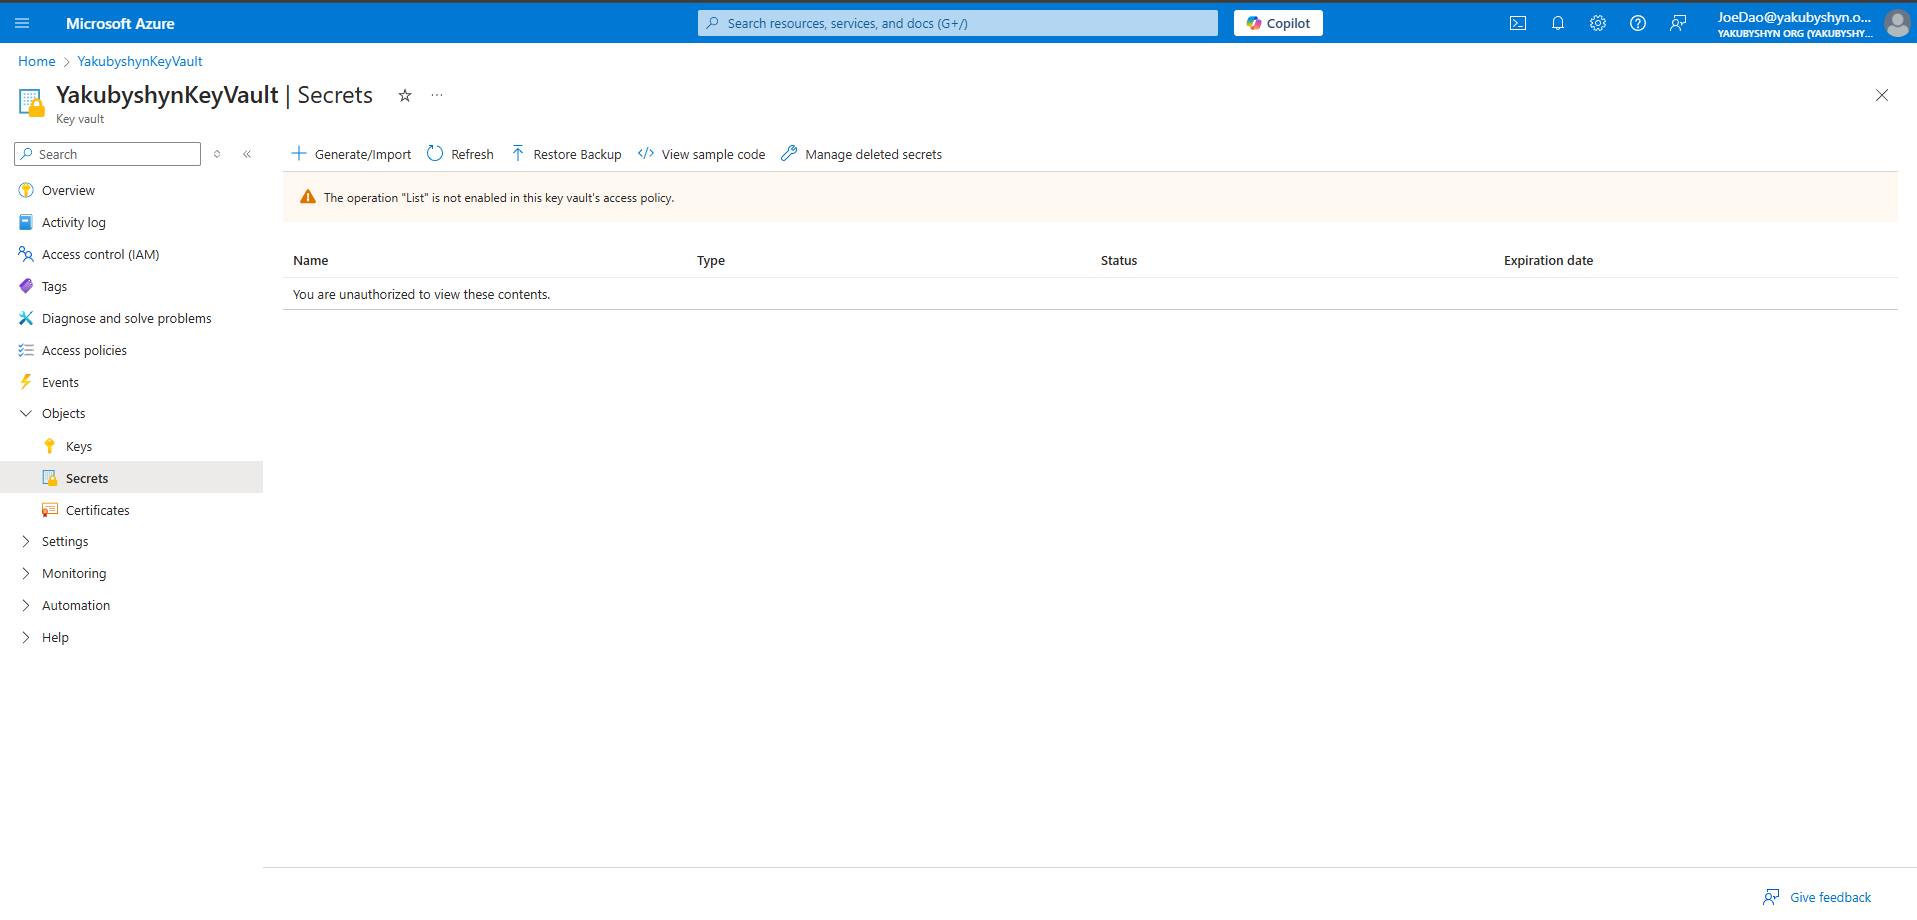 Microsoft Azure
Search resources, services, and docs (G+/)
Copilot
JoeDao@yakubyshyn.o...
YAKUBYSHYN ORG (YAKUBYSHY...
Home > YakubyshynKeyVault
YakubyshynKeyVault | Secrets
Key vault
Search
Generate/Import
Refresh
Restore Backup
View sample code
Manage deleted secrets
The operation "List" is not enabled in this key vault's access policy.
Overview
Activity log
Access control (IAM)
Tags
Diagnose and solve problems
Access policies
Events
Objects
Keys
Secrets
Certificates
Settings
Monitoring
Automation
Help
Name
Type
Status
Expiration date
You are unauthorized to view these contents.
Give feedback